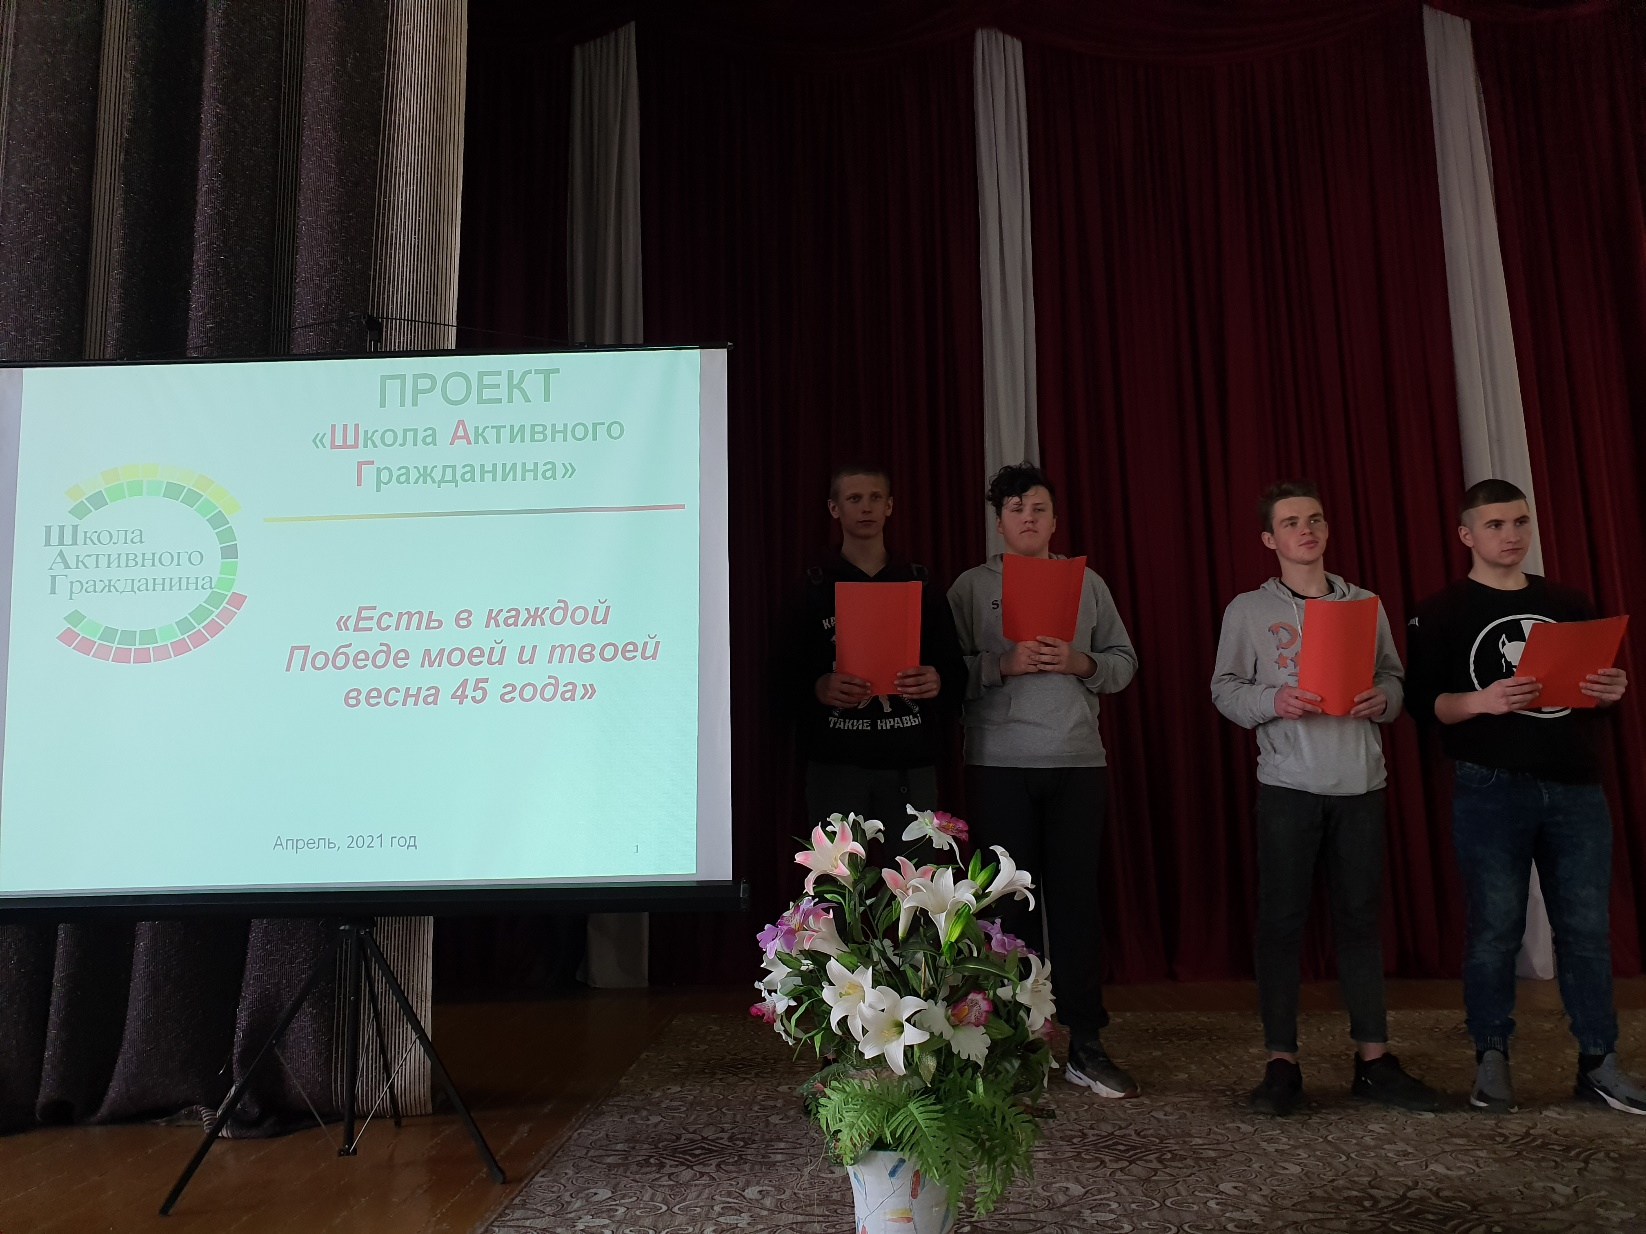 ПРОЕКТ
«Школа Активного
Гражданина»
Школа
Активного
Гражданина
«Есть в каждой
Победе моей и твоей
весна 45 года»
Апрель, 2021 год
1
ТАКИЕ НРАВЫ